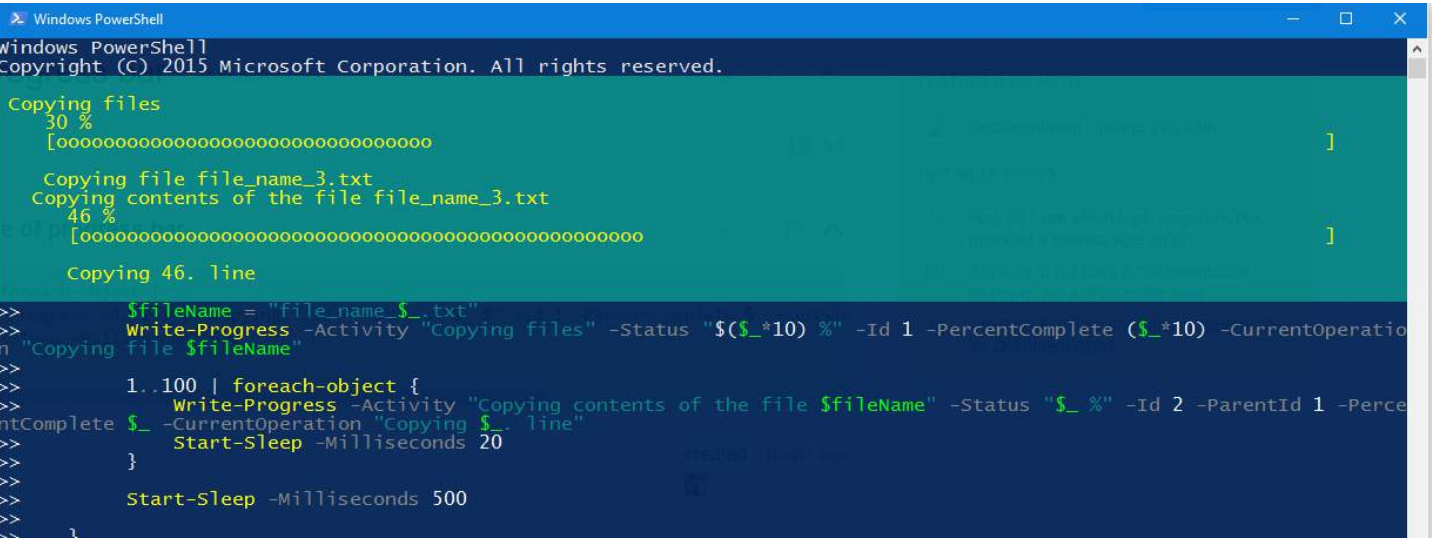 Windows PowerShell
Windows PowerShell
Copyright (C) 2015 Microsoft Corporation. All rights reserved.
Copying files
30 %
[oooooooooooooooooooooooooooooooo ]
Copying file file_name_3.txt
Copying contents of the file file_name_3.txt
46 %
[oooooooooooooooooooooooooooooooooooooooooooooooo ]
Copying 46. line
>> $fileName = "file_name_$_.txt"
>> Write-Progress -Activity "Copying files" -Status "$($_*10) %" -Id 1 -PercentComplete ($_*10) -CurrentOperatio
n "Copying file $fileName"
>>
>> 1..100 | foreach-object {
>> Write-Progress -Activity "Copying contents of the file $fileName" -Status "$_ %" -Id 2 -ParentId 1 -Perce
ntComplete $_ -CurrentOperation "Copying $_. line"
>> Start-Sleep -Milliseconds 20
>> }
>>
>> Start-Sleep -Milliseconds 500
>>
>> }